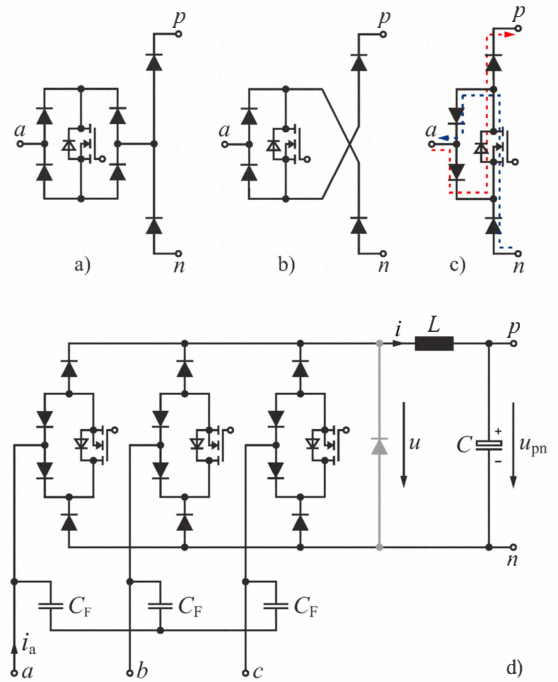 p p p
a a a
n n n
a) b) c)
i L p
u C + u_pn
−
n
C_F C_F C_F
i_a
a b c d)